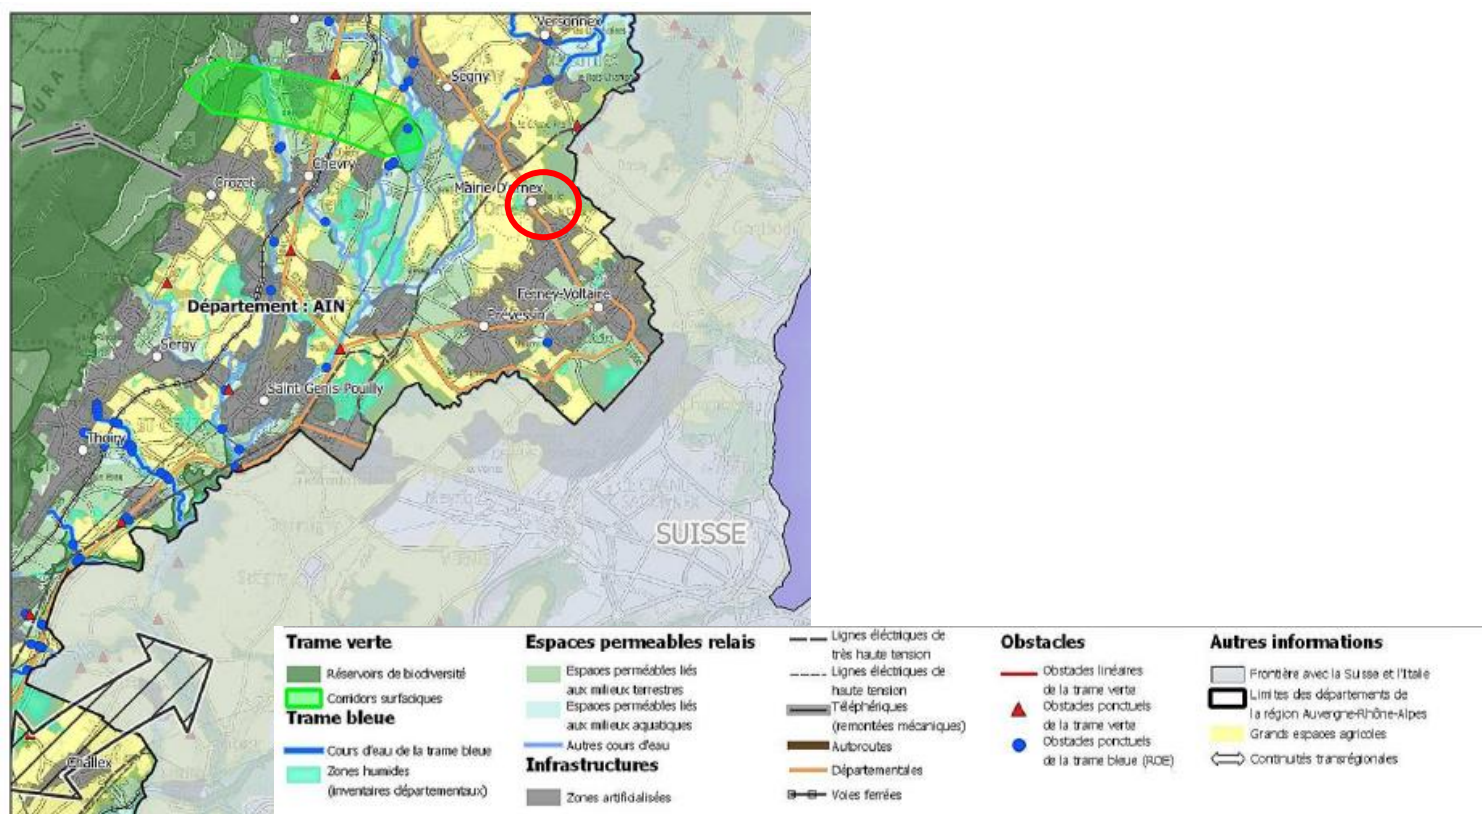 JURA
Versonnex
Segny
Chevry
Crozet
Mairie D'ornex
Département : AIN
Ferney-Voltaire
Prévessin
Sergy
Saint Genis Pouilly
Thoiry
Meyrin
SUISSE
Challex
Trame verte
Réservoirs de biodiversité
Corridors surfaciques
Trame bleue
Cours d'eau de la trame bleue
Zones humides
(inventaires départementaux)
Espaces permeables relais
Espaces perméables liés
aux milieux terrestres
Espaces perméables liés
aux milieux aquatiques
Autres cours d'eau
Infrastructures
Zones artificialisées
Lignes éléctriques de
très haute tension
Lignes éléctriques de
haute tension
Téléphériques
(remontées mécaniques)
Autoroutes
Départementales
Voies ferrées
Obstacles
Obstacles linéaires
de la trame verte
Obstacles ponctuels
de la trame verte
Obstacles ponctuels
de la trame bleue (ROE)
Autres informations
Frontière avec la Suisse et l'Italie
Limites des départements de
la région Auvergne-Rhône-Alpes
Grands espaces agricoles
Continuités transrégionales